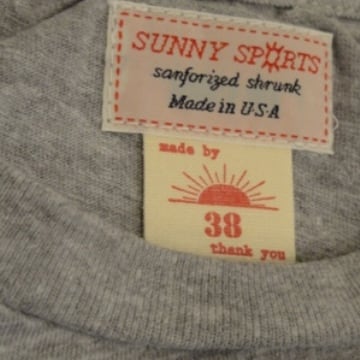 SUNNY SPORTS
sanforized shrunk
Made in U·S·A
made by
38
thank you